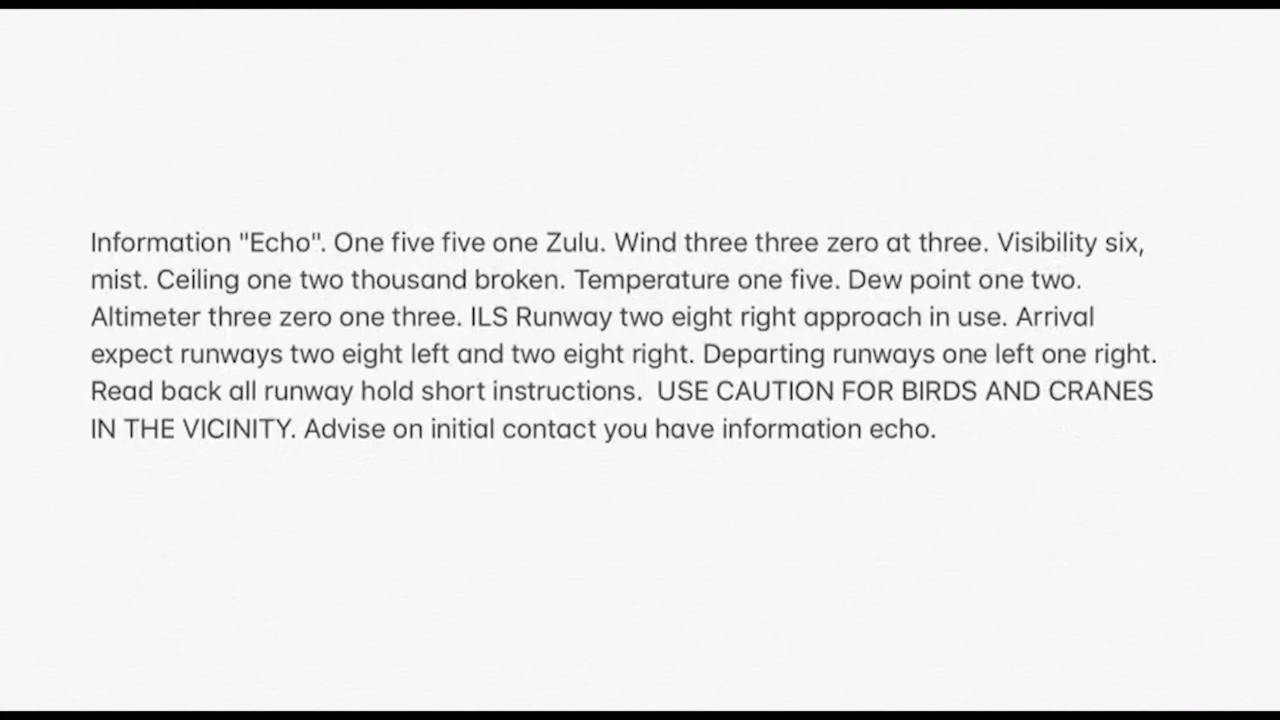 Information "Echo". One five five one Zulu. Wind three three zero at three. Visibility six,
mist. Ceiling one two thousand broken. Temperature one five. Dew point one two.
Altimeter three zero one three. ILS Runway two eight right approach in use. Arrival
expect runways two eight left and two eight right. Departing runways one left one right.
Read back all runway hold short instructions.  USE CAUTION FOR BIRDS AND CRANES
IN THE VICINITY. Advise on initial contact you have information echo.